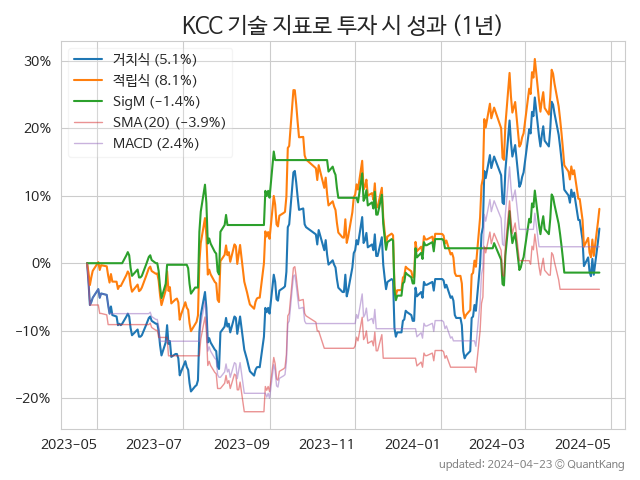 KCC 기술 지표로 투자 시 성과 (1년)
거치식 (5.1%)
적립식 (8.1%)
SigM (−1.4%)
SMA(20) (−3.9%)
MACD (2.4%)
30%
20%
10%
0%
−10%
−20%
2023-05 2023-07 2023-09 2023-11 2024-01 2024-03 2024-05
updated: 2024-04-23 © QuantKang